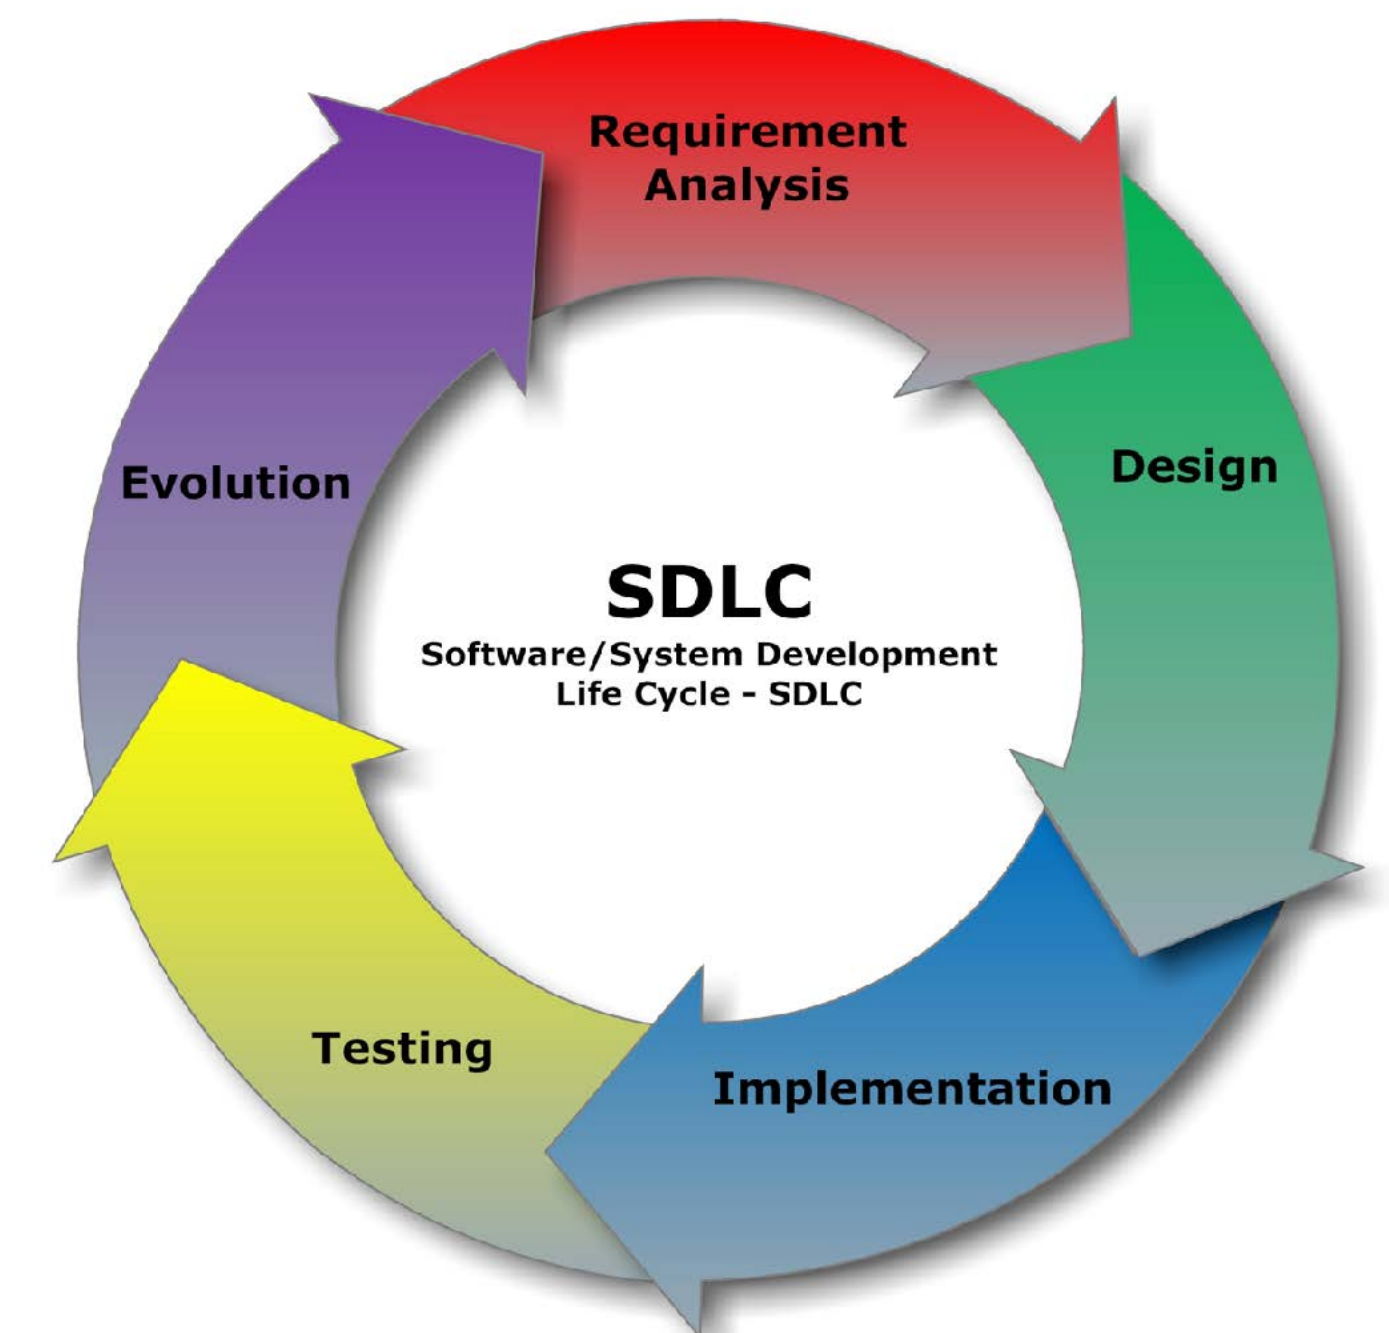 Requirement
Analysis
Design
Evolution
SDLC
Software/System Development
Life Cycle - SDLC
Testing
Implementation